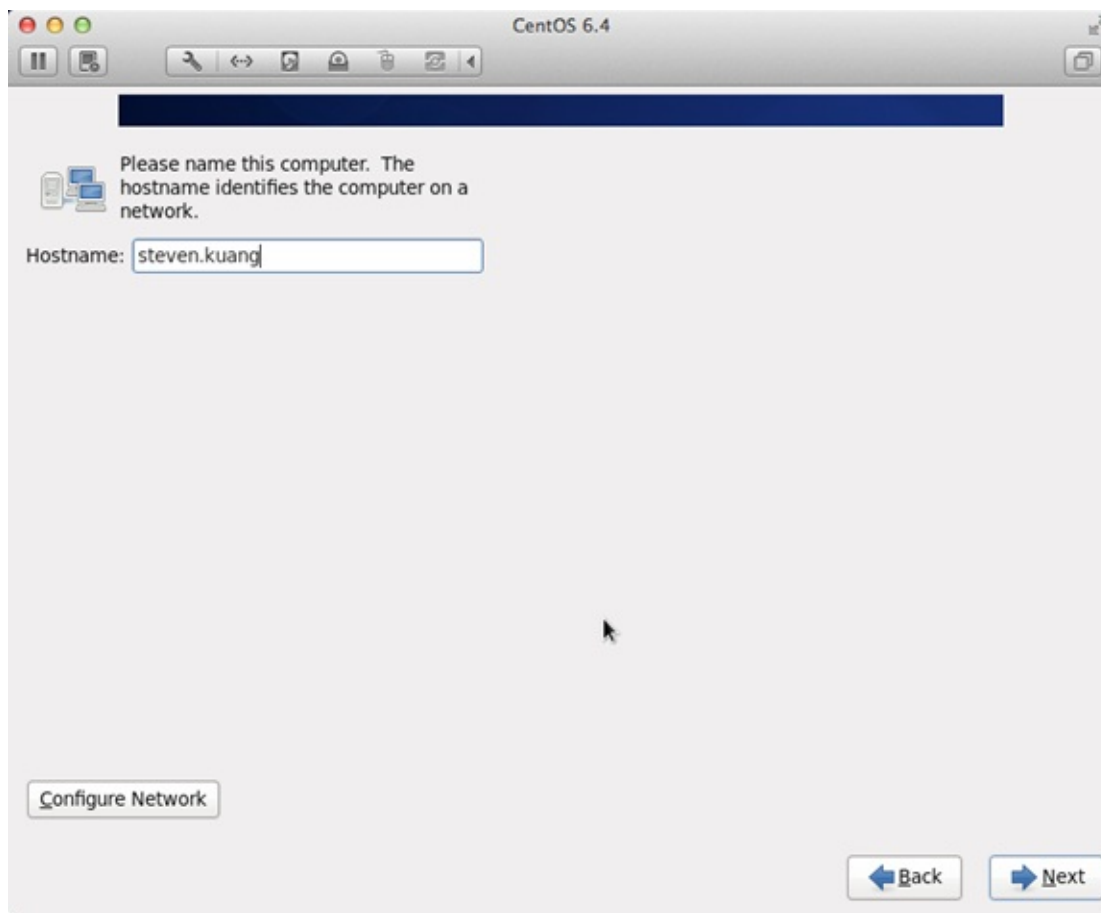 CentOS 6.4
Please name this computer. The
hostname identifies the computer on a
network.
Hostname: steven.kuang
Configure Network
Back Next